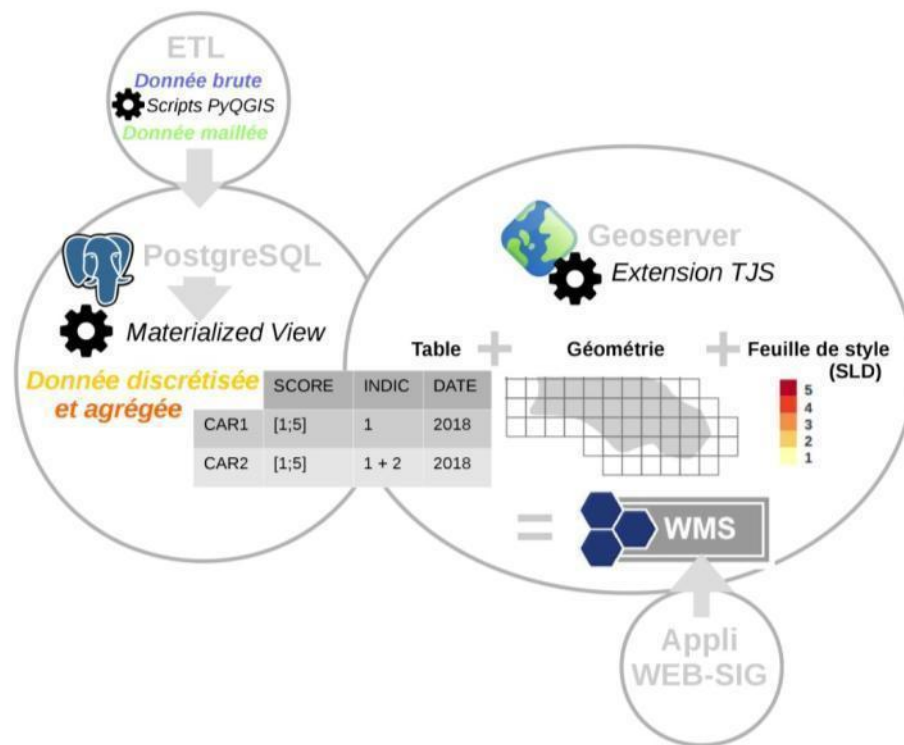 ETL
Donnée brute
Scripts PyQGIS
Donnée maillée
PostgreSQL
Materialized View
Donnée discrétisée
et agrégée
SCORE INDIC DATE
CAR1 [1;5] 1 2018
CAR2 [1;5] 1 + 2 2018
Geoserver
Extension TJS
Table + Géométrie + Feuille de style
(SLD)
5
4
3
2
1
= WMS
Appli
WEB-SIG